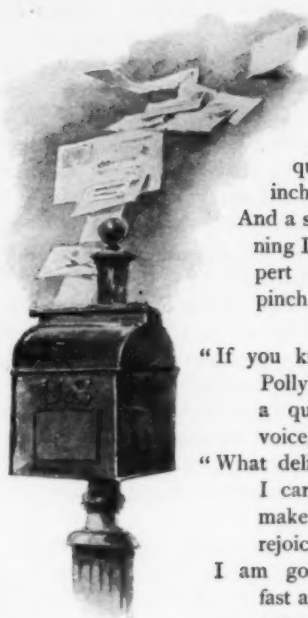 qu
inch
And a s
ning I
pert
pinch
"If you k
Polly
a qu
voice
"What deli
I car
make
rejoic
I am go
fast a
U S